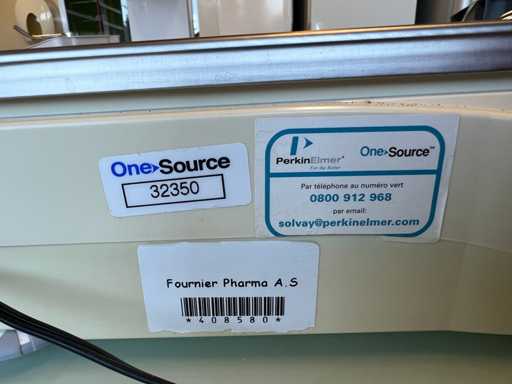 One>Source
32350
PerkinElmer®
For the Better
One>Source™
Par téléphone au numéro vert
0800 912 968
par email:
solvay@perkinelmer.com
Fournier Pharma A.S
*408580*